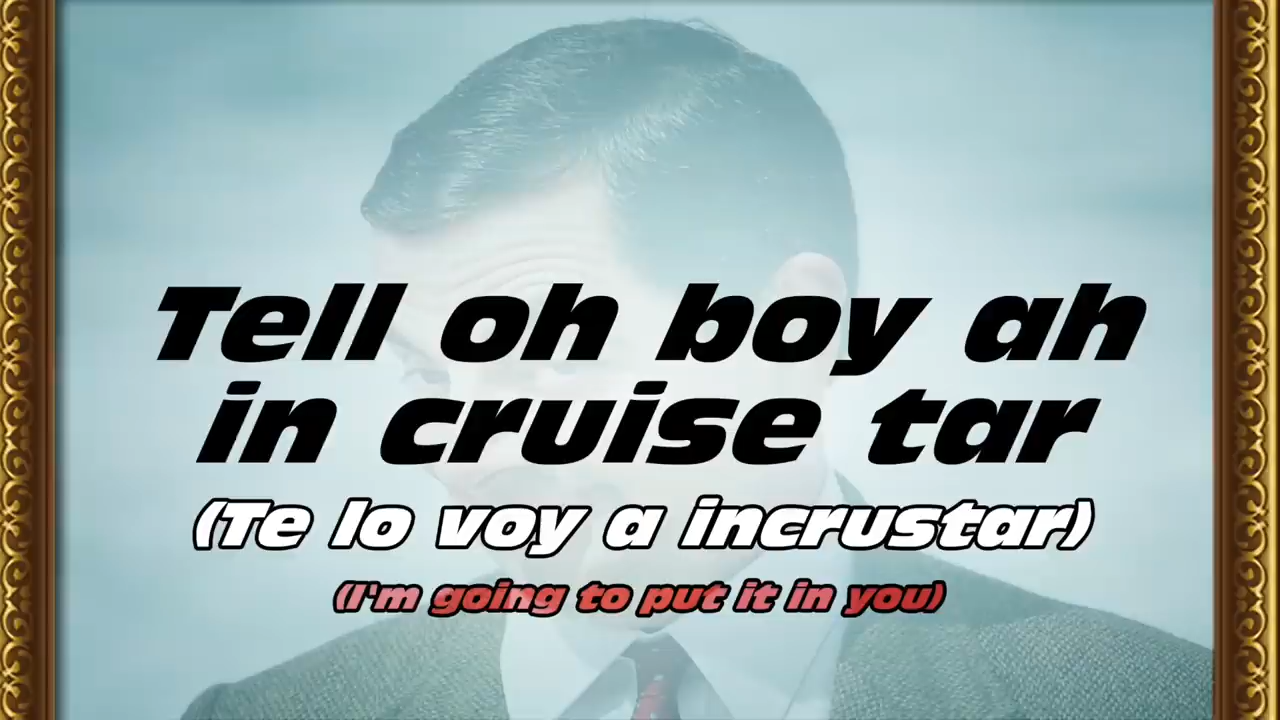 Tell oh boy ah
in cruise tar
(Te lo voy a incrustar)
(I'm going to put it in you)